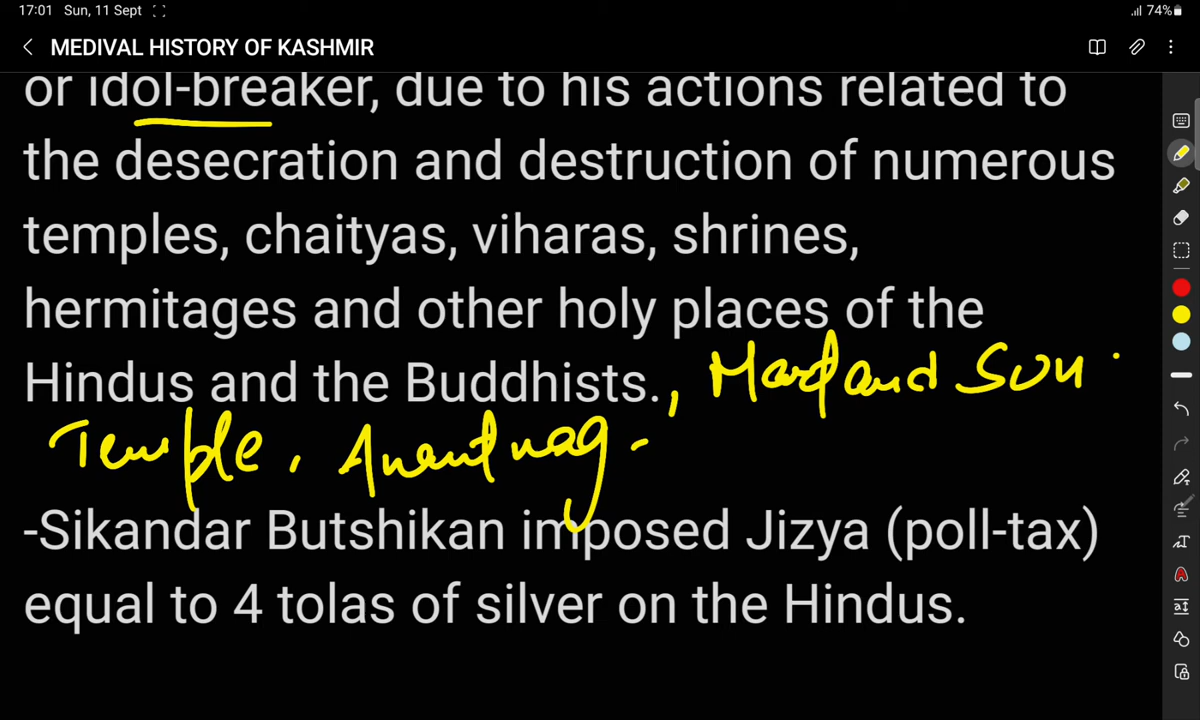 17:01 Sun, 11 Sept 74%
MEDIVAL HISTORY OF KASHMIR
or idol-breaker, due to his actions related to
the desecration and destruction of numerous
temples, chaityas, viharas, shrines,
hermitages and other holy places of the
Hindus and the Buddhists. , Martand Sun
Temple, Anantnag.
-Sikandar Butshikan imposed Jizya (poll-tax)
equal to 4 tolas of silver on the Hindus.